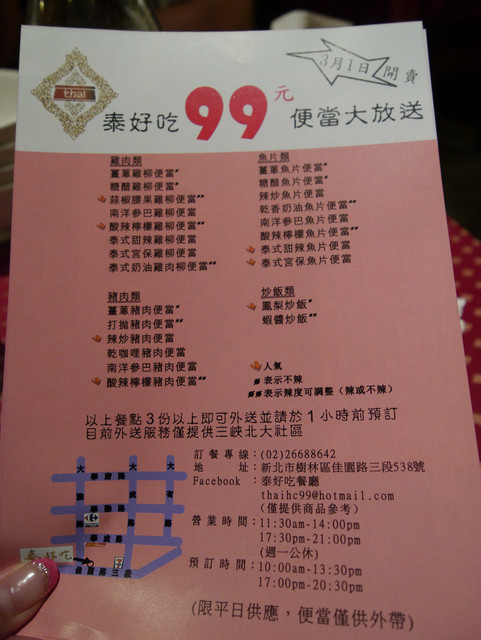 3月1日 開賣
thai
泰好吃99元 便當大放送
雞肉類
薑蔥雞柳便當*
糖醋雞柳便當*
蒜椒腰果雞柳便當**
南洋參巴雞柳便當
酸辣檸檬雞柳便當**
泰式甜辣雞柳便當
泰式宮保雞柳便當
泰式奶油雞肉柳便當**
魚片類
薑蔥魚片便當*
糖醋魚片便當*
辣炒魚片便當
乾香奶油魚片便當**
南洋參巴魚片便當
酸辣檸檬魚片便當**
泰式甜辣魚片便當
泰式宮保魚片便當
豬肉類
薑蔥豬肉便當*
打拋豬肉便當**
辣炒豬肉便當
乾咖哩豬肉便當
南洋參巴豬肉便當
酸辣檸檬豬肉便當**
炒飯類
鳳梨炒飯*
蝦醬炒飯**
人氣
*表示不辣
**表示辣度可調整(辣或不辣)
以上餐點3份以上即可外送並請於1小時前預訂
目前外送服務僅提供三峽北大社區
訂餐專線:(02)26688642
地 址:新北市樹林區佳園路三段538號
Facebook :泰好吃餐廳
thaihc99@hotmail.com
(僅提供商品參考)
營業時間:11:30am-14:00pm
17:30pm-21:00pm
(週一公休)
預訂時間:10:00am-13:30pm
17:00pm-20:30pm
(限平日供應,便當僅供外帶)
泰好吃